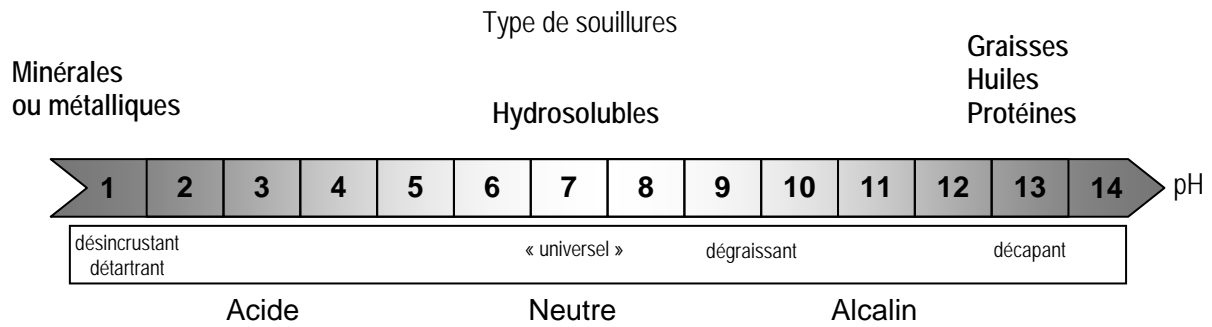 Type de souillures
Minérales
ou métalliques
Hydrosolubles
Graisses
Huiles
Protéines
1 2 3 4 5 6 7 8 9 10 11 12 13 14 pH
désincrustant
détartrant
« universel »
dégraissant
décapant
Acide
Neutre
Alcalin